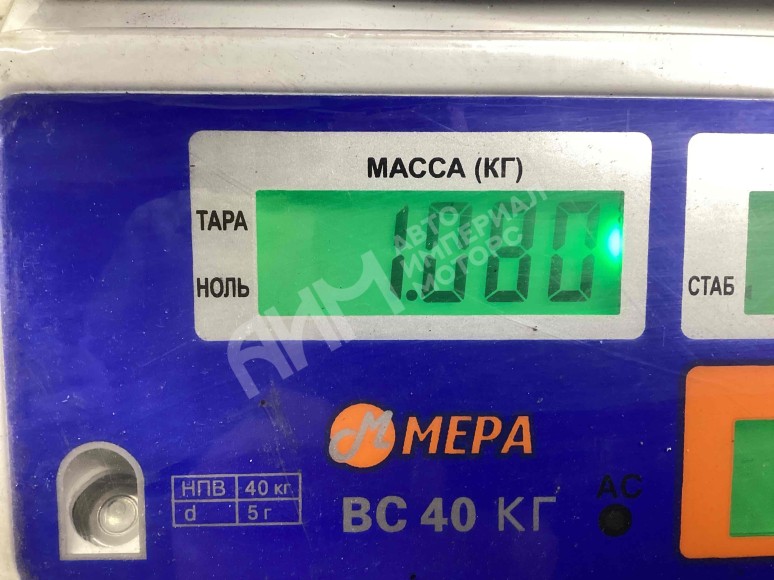 МАССА (КГ)
ТАРА
1.080
НОЛЬ
СТАБ
АВТО
ИМПЕРИАЛ
МОТОРС
АИМ
МЕРА
НПВ 40 кг.
d 5 г
ВС 40 КГ
AC